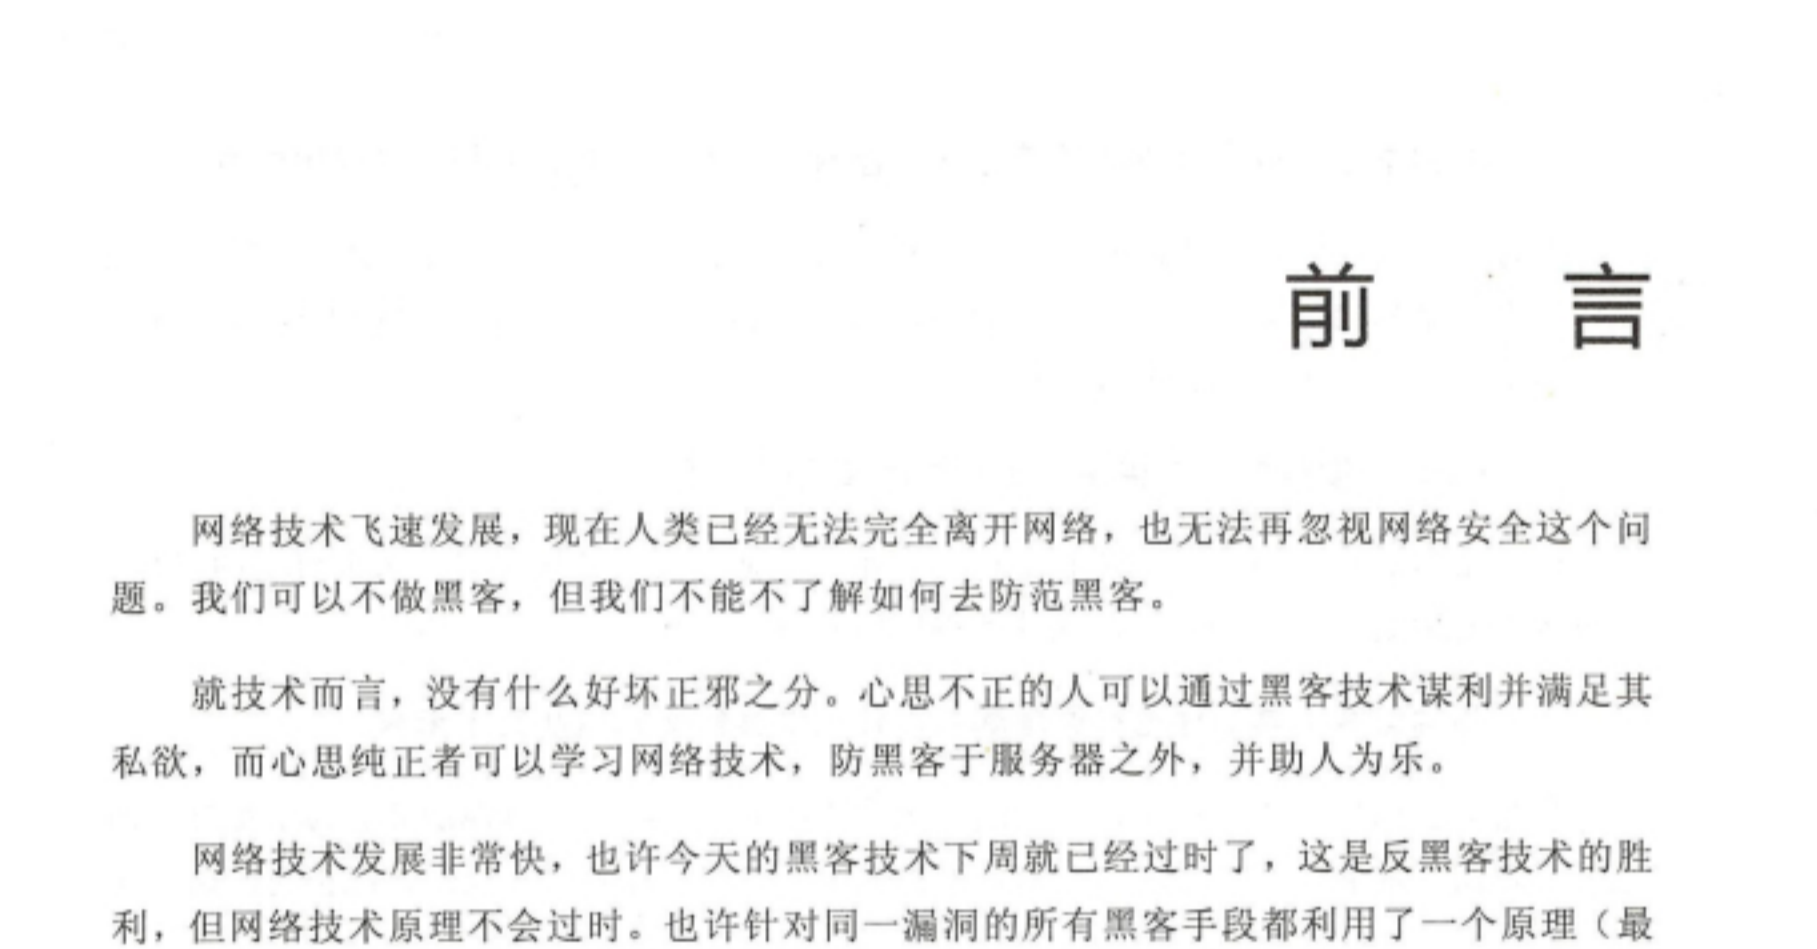 前 言
网络技术飞速发展，现在人类已经无法完全离开网络，也无法再忽视网络安全这个问
题。我们可以不做黑客，但我们不能不了解如何去防范黑客。
就技术而言，没有什么好坏正邪之分。心思不正的人可以通过黑客技术谋利并满足其
私欲，而心思纯正者可以学习网络技术，防黑客于服务器之外，并助人为乐。
网络技术发展非常快，也许今天的黑客技术下周就已经过时了，这是反黑客技术的胜
利，但网络技术原理不会过时。也许针对同一漏洞的所有黑客手段都利用了一个原理（最